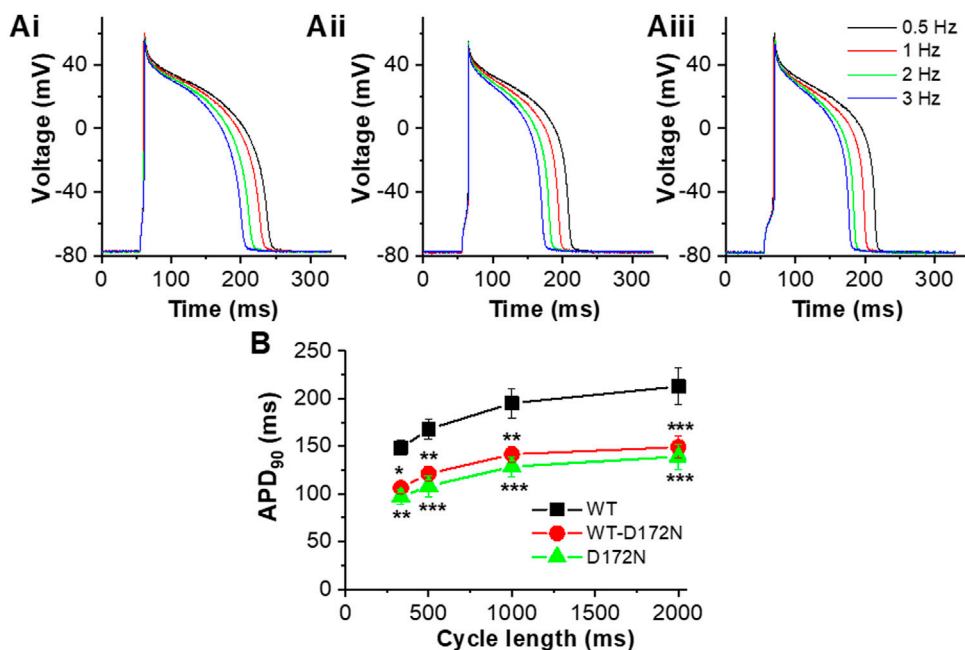 Ai
Voltage (mV)
40
0
-40
-80
0 100 200 300
Time (ms)
Aii
Voltage (mV)
40
0
-40
-80
0 100 200 300
Time (ms)
Aiii
Voltage (mV)
40
0
-40
-80
0 100 200 300
Time (ms)
0.5 Hz
1 Hz
2 Hz
3 Hz
B
APD90 (ms)
250
200
150
100
50
0
* ** ** ***
** *** *** ***
WT
WT-D172N
D172N
0 500 1000 1500 2000
Cycle length (ms)